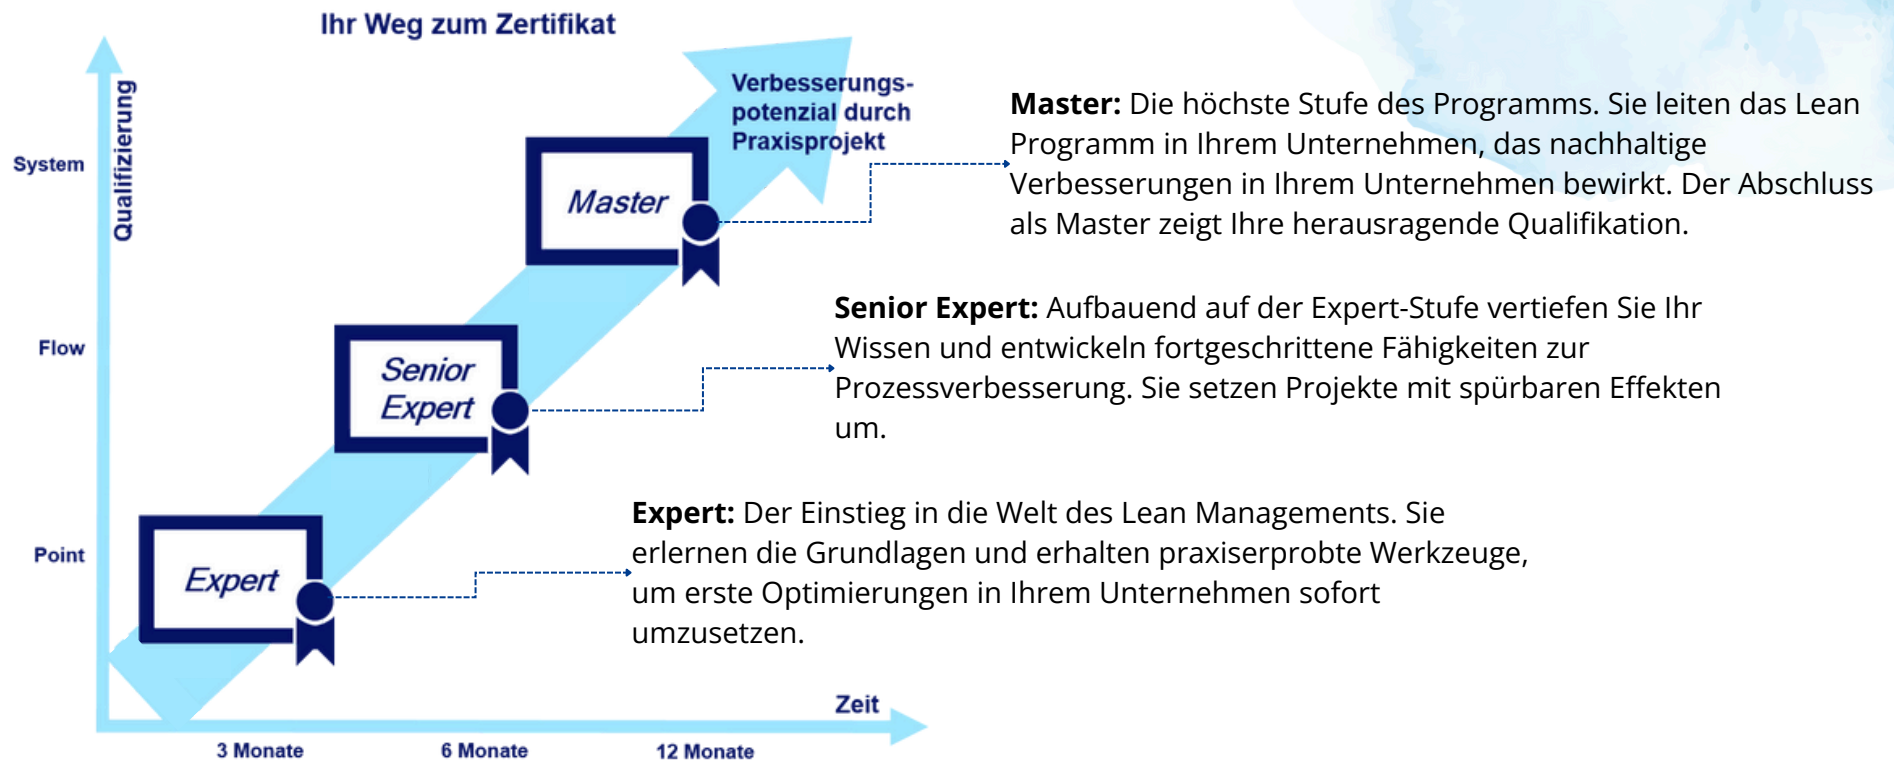 Ihr Weg zum Zertifikat
Qualifizierung
System
Flow
Point
Verbesserungs-
potenzial durch
Praxisprojekt
Master
Senior
Expert
Expert
Zeit
3 Monate
6 Monate
12 Monate
Master: Die höchste Stufe des Programms. Sie leiten das Lean
Programm in Ihrem Unternehmen, das nachhaltige
Verbesserungen in Ihrem Unternehmen bewirkt. Der Abschluss
als Master zeigt Ihre herausragende Qualifikation.
Senior Expert: Aufbauend auf der Expert-Stufe vertiefen Sie Ihr
Wissen und entwickeln fortgeschrittene Fähigkeiten zur
Prozessverbesserung. Sie setzen Projekte mit spürbaren Effekten
um.
Expert: Der Einstieg in die Welt des Lean Managements. Sie
erlernen die Grundlagen und erhalten praxiserprobte Werkzeuge,
um erste Optimierungen in Ihrem Unternehmen sofort
umzusetzen.